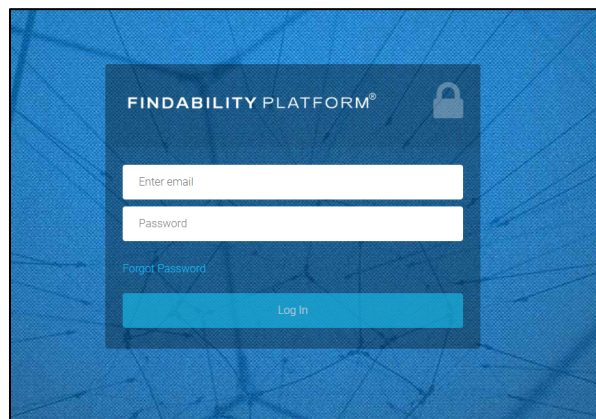 FINDABILITY PLATFORM®
Enter email
Password
Forgot Password
Log In